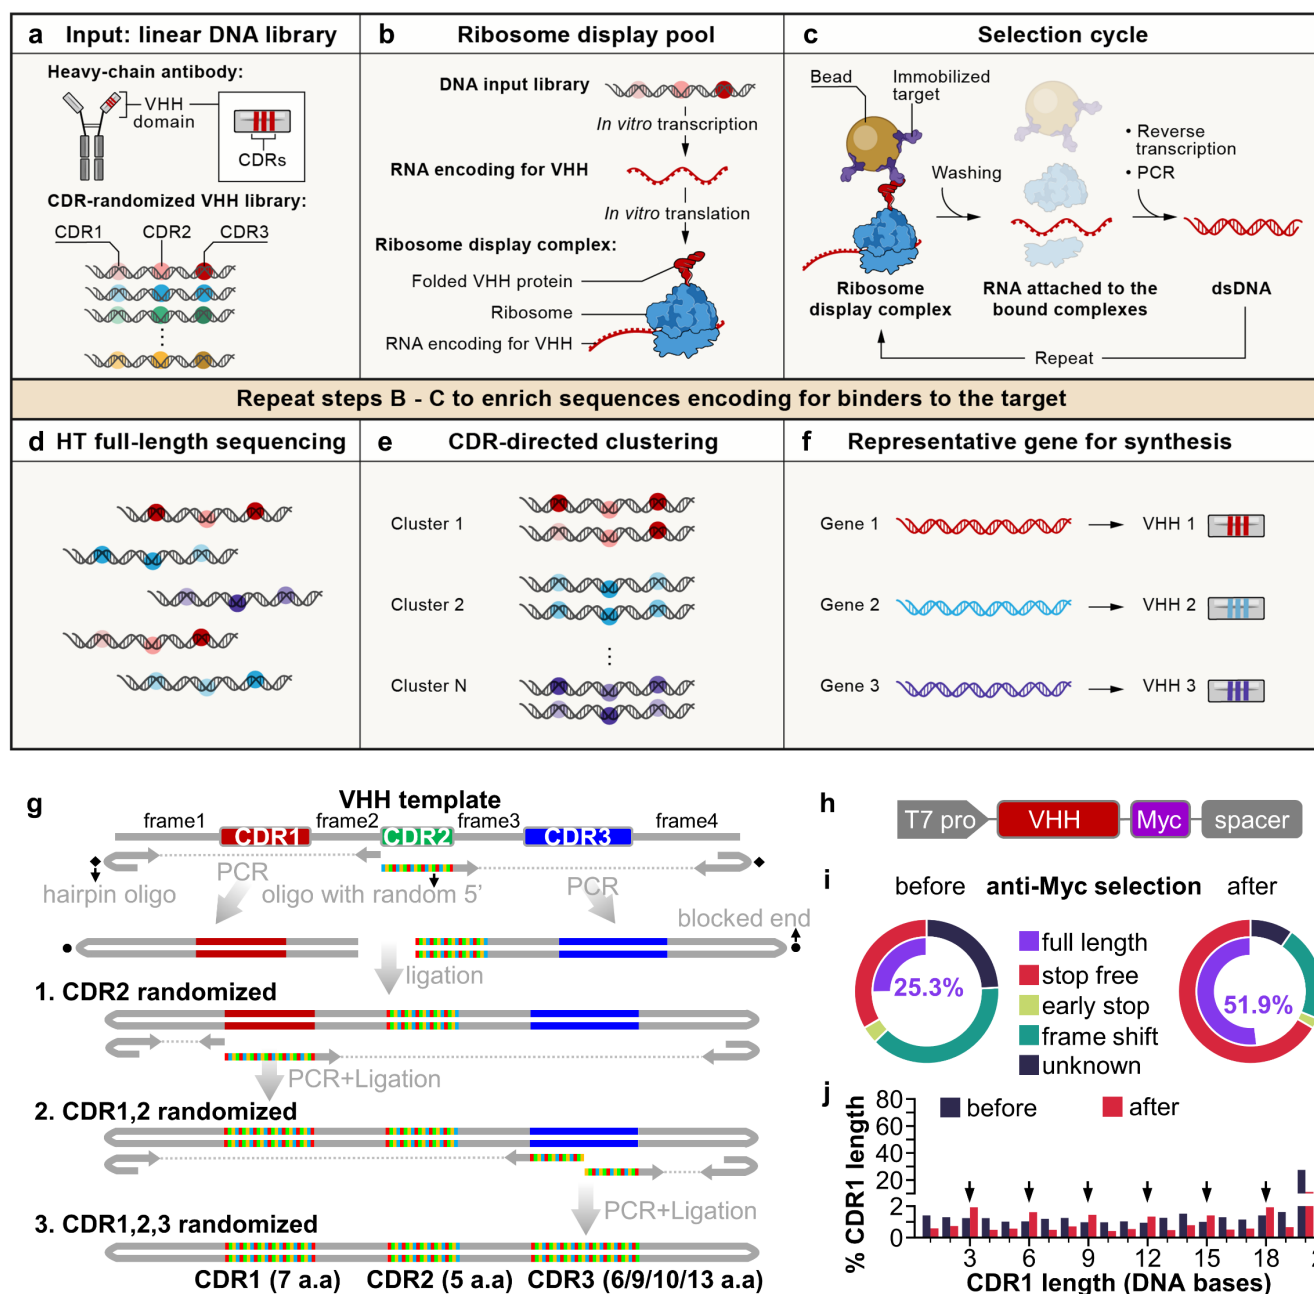 a Input: linear DNA library
Heavy-chain antibody:
VHH
domain
CDRs
CDR-randomized VHH library:
CDR1 CDR2 CDR3
b Ribosome display pool
DNA input library
In vitro transcription
RNA encoding for VHH
In vitro translation
Ribosome display complex:
Folded VHH protein
Ribosome
RNA encoding for VHH
c Selection cycle
Bead
Immobilized
target
Washing
• Reverse
transcription
• PCR
Ribosome
display complex
RNA attached to the
bound complexes
dsDNA
Repeat
Repeat steps B - C to enrich sequences encoding for binders to the target
d HT full-length sequencing
e CDR-directed clustering
Cluster 1
Cluster 2
Cluster N
f Representative gene for synthesis
Gene 1 VHH 1
Gene 2 VHH 2
Gene 3 VHH 3
g
VHH template
frame1 CDR1 frame2 CDR2 frame3 CDR3 frame4
hairpin oligo
PCR
oligo with random 5'
PCR
blocked end
ligation
1. CDR2 randomized
PCR+Ligation
2. CDR1,2 randomized
PCR+Ligation
3. CDR1,2,3 randomized
CDR1 (7 a.a) CDR2 (5 a.a) CDR3 (6/9/10/13 a.a)
h
T7 pro VHH Myc spacer
i
before anti-Myc selection after
25.3%
full length
stop free
early stop
frame shift
unknown
51.9%
j
before after
% CDR1 length
80
60
40
20
2
0
3 6 9 12 15 18
CDR1 length (DNA bases)